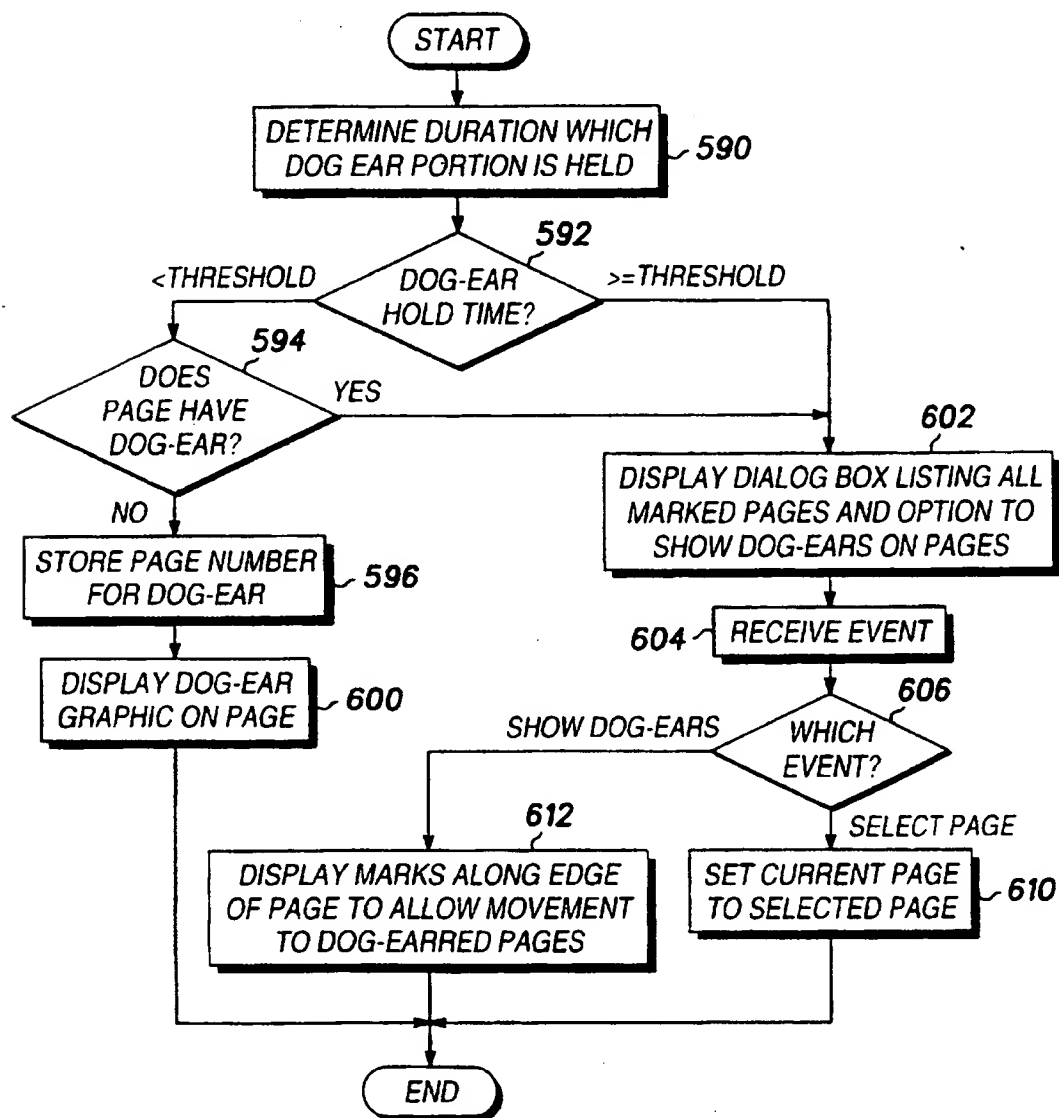 START
DETERMINE DURATION WHICH
DOG EAR PORTION IS HELD
590
592
<THRESHOLD
DOG-EAR
HOLD TIME?
>=THRESHOLD
594
DOES
PAGE HAVE
DOG-EAR?
YES
602
DISPLAY DIALOG BOX LISTING ALL
MARKED PAGES AND OPTION TO
SHOW DOG-EARS ON PAGES
NO
STORE PAGE NUMBER
FOR DOG-EAR
596
604
RECEIVE EVENT
DISPLAY DOG-EAR
GRAPHIC ON PAGE
600
606
SHOW DOG-EARS
WHICH
EVENT?
SELECT PAGE
612
DISPLAY MARKS ALONG EDGE
OF PAGE TO ALLOW MOVEMENT
TO DOG-EARRED PAGES
SET CURRENT PAGE
TO SELECTED PAGE
610
END